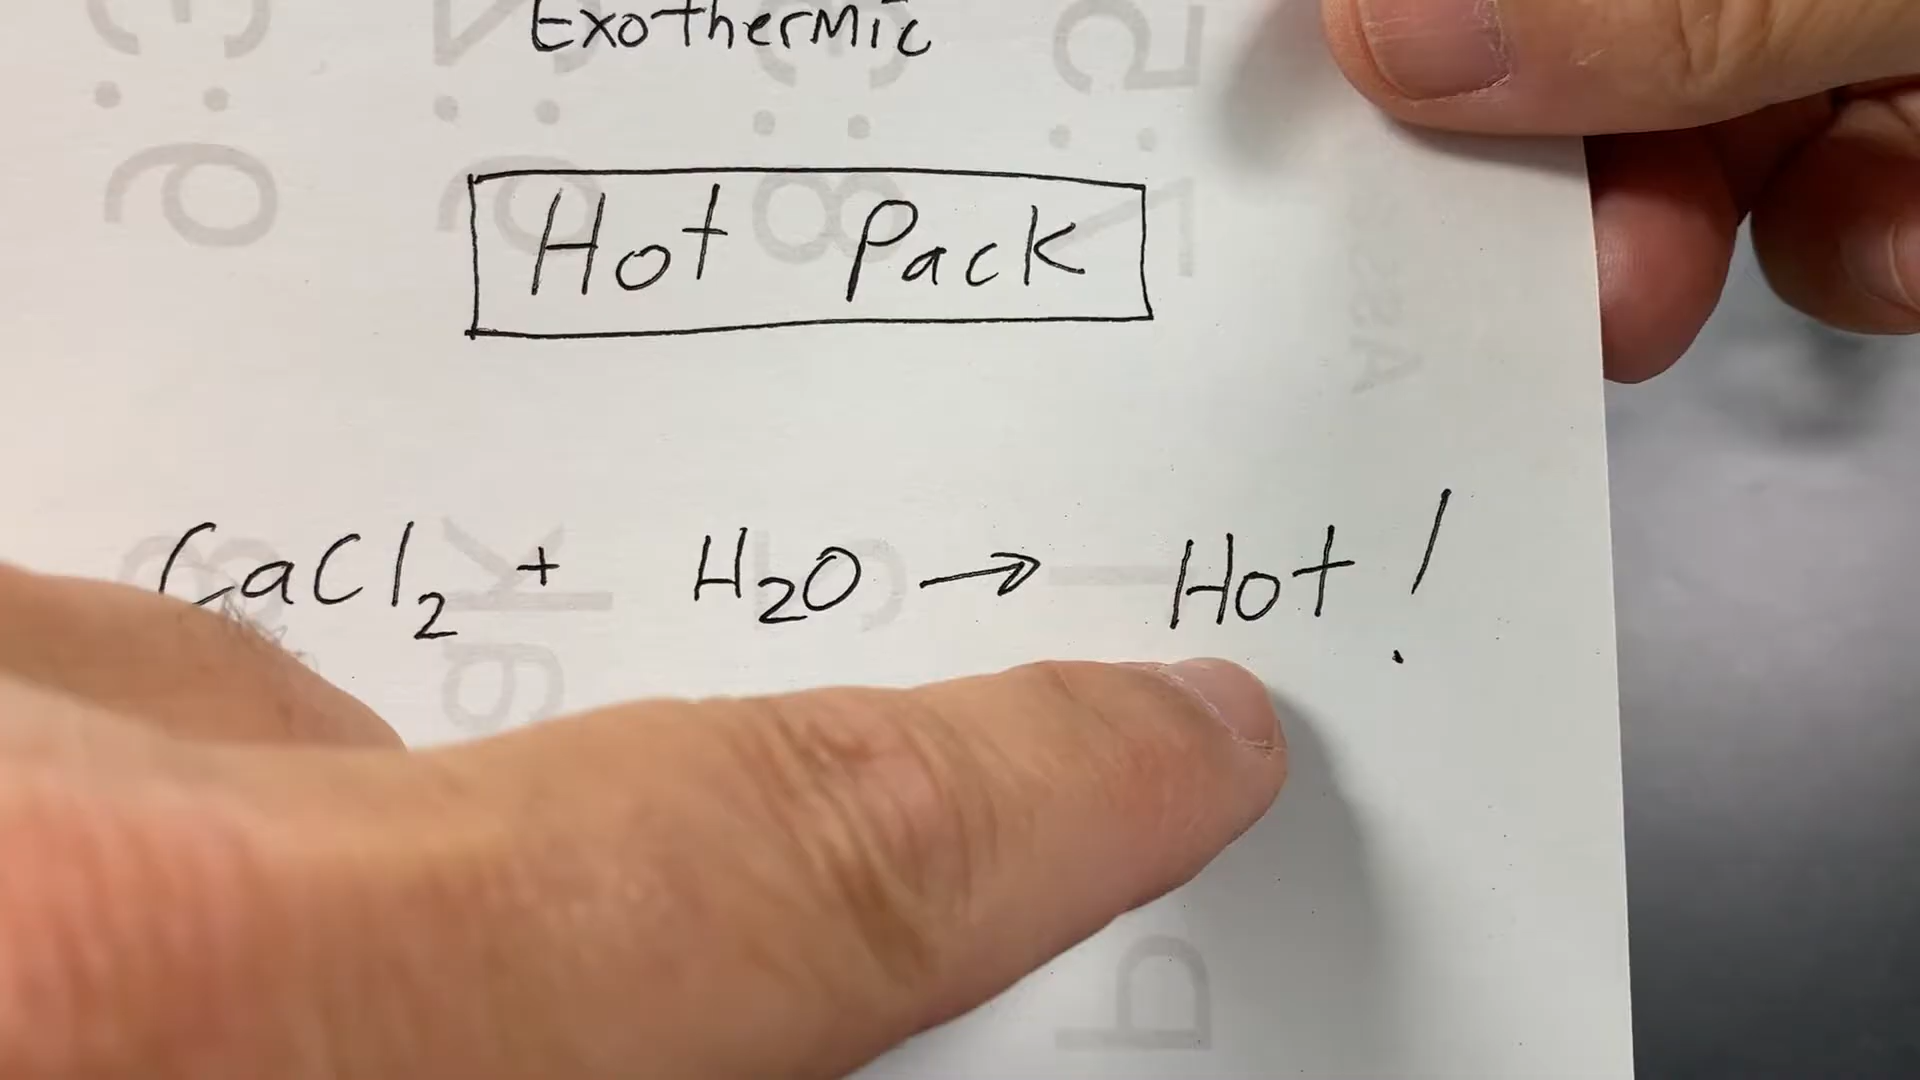 Exothermic
Hot Pack
CaCl₂ + H₂O → Hot!